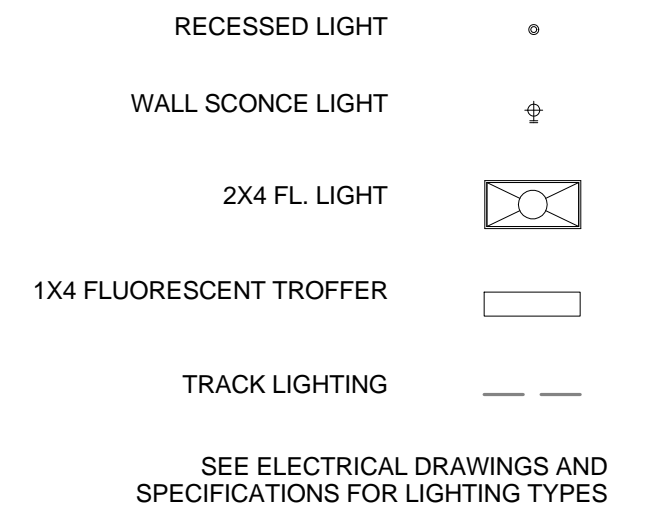 RECESSED LIGHT
WALL SCONCE LIGHT
2X4 FL. LIGHT
1X4 FLUORESCENT TROFFER
TRACK LIGHTING
SEE ELECTRICAL DRAWINGS AND
SPECIFICATIONS FOR LIGHTING TYPES